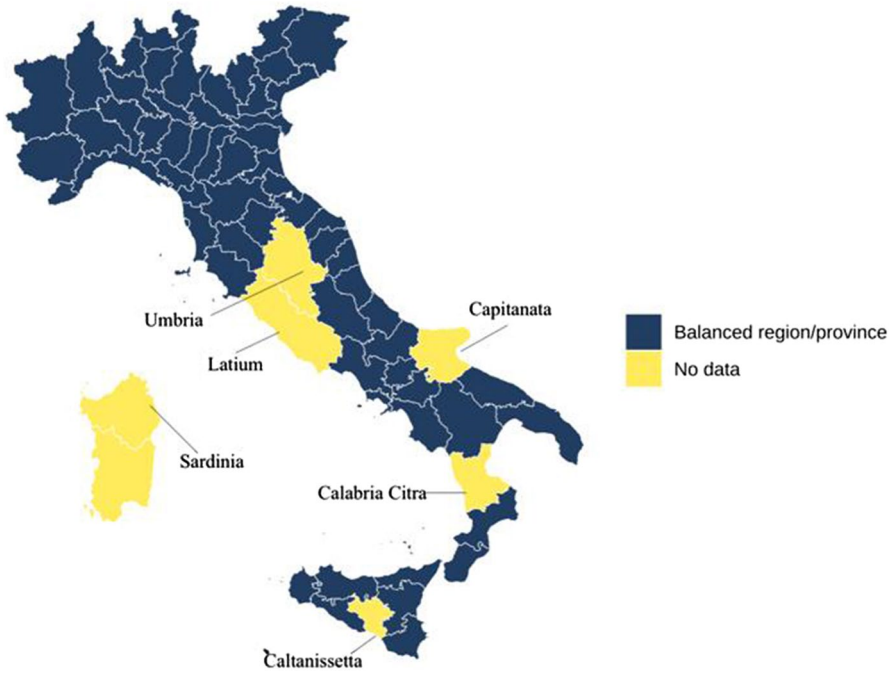 Capitanata
Umbria
Balanced region/province
Latium
No data
Sardinia
Calabria Citra
Caltanissetta